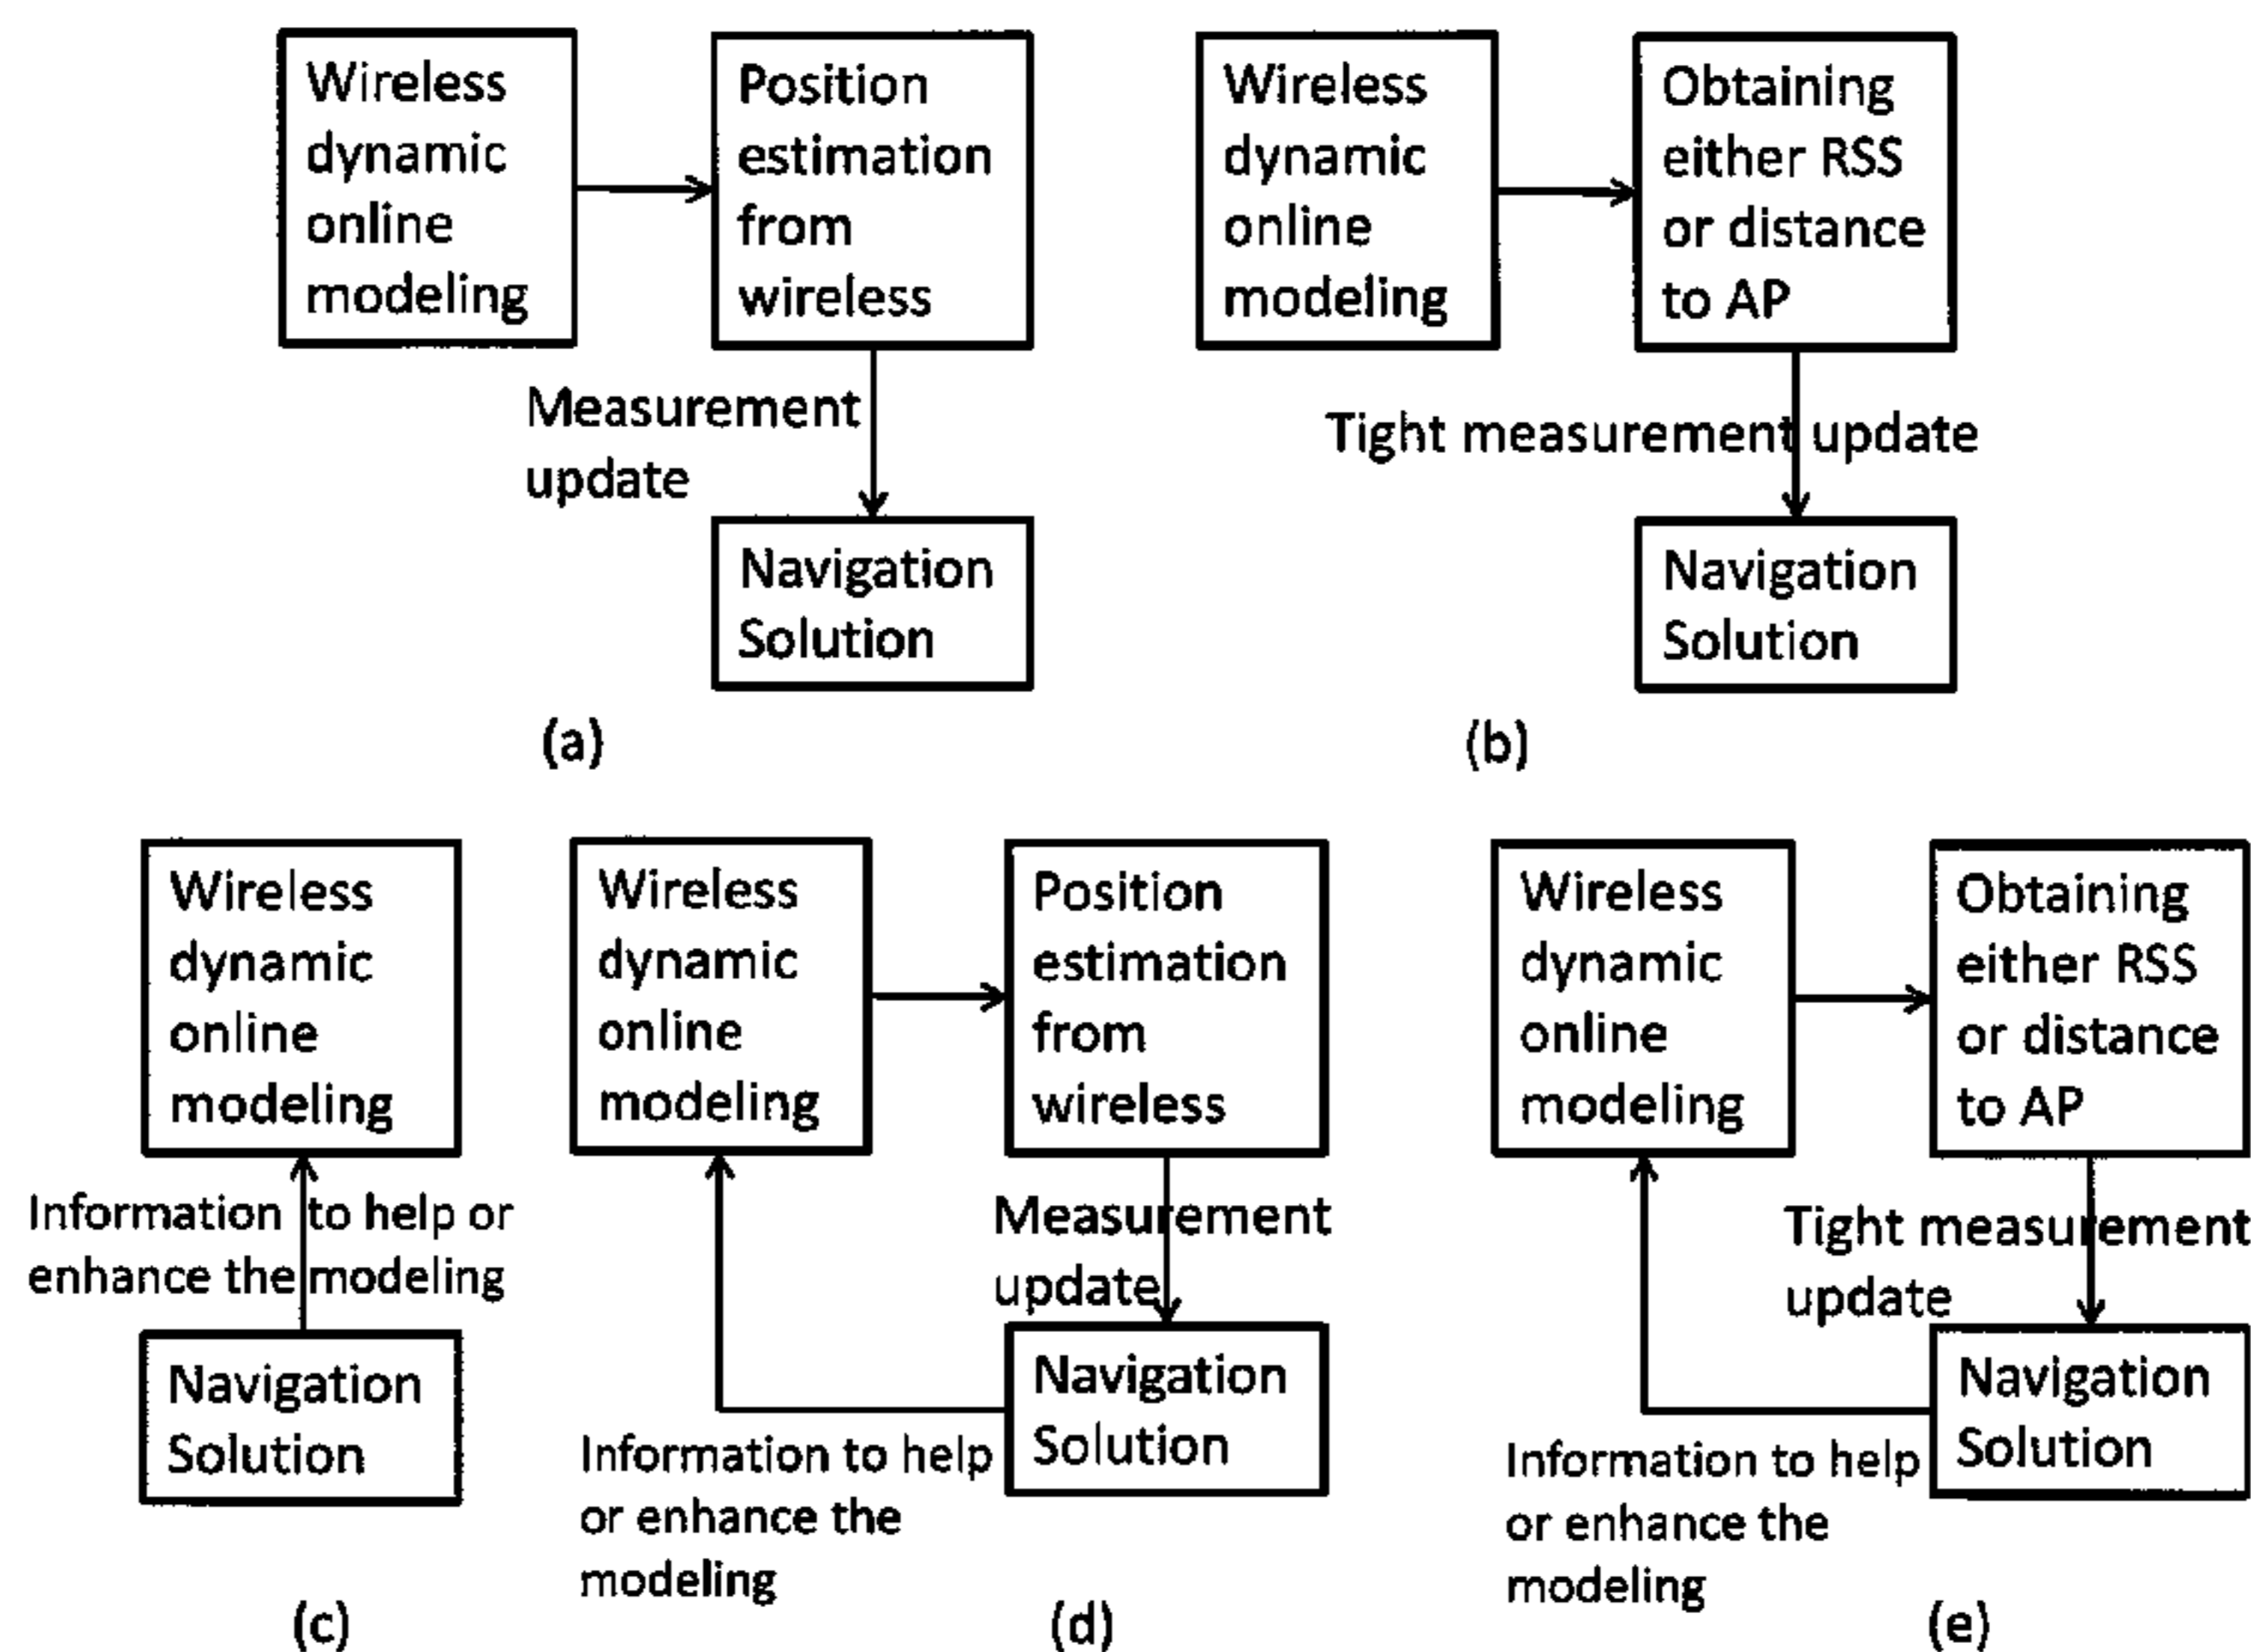 Wireless
dynamic
online
modeling
Position
estimation
from
wireless
Measurement
update
Navigation
Solution
(a)
Wireless
dynamic
online
modeling
Obtaining
either RSS
or distance
to AP
Tight measurement update
Navigation
Solution
(b)
Wireless
dynamic
online
modeling
Information to help or
enhance the modeling
Navigation
Solution
(c)
Wireless
dynamic
online
modeling
Position
estimation
from
wireless
Measurement
update
Navigation
Solution
Information to help
or enhance the
modeling
(d)
Wireless
dynamic
online
modeling
Obtaining
either RSS
or distance
to AP
Tight measurement
update
Navigation
Solution
Information to help
or enhance the
modeling
(e)